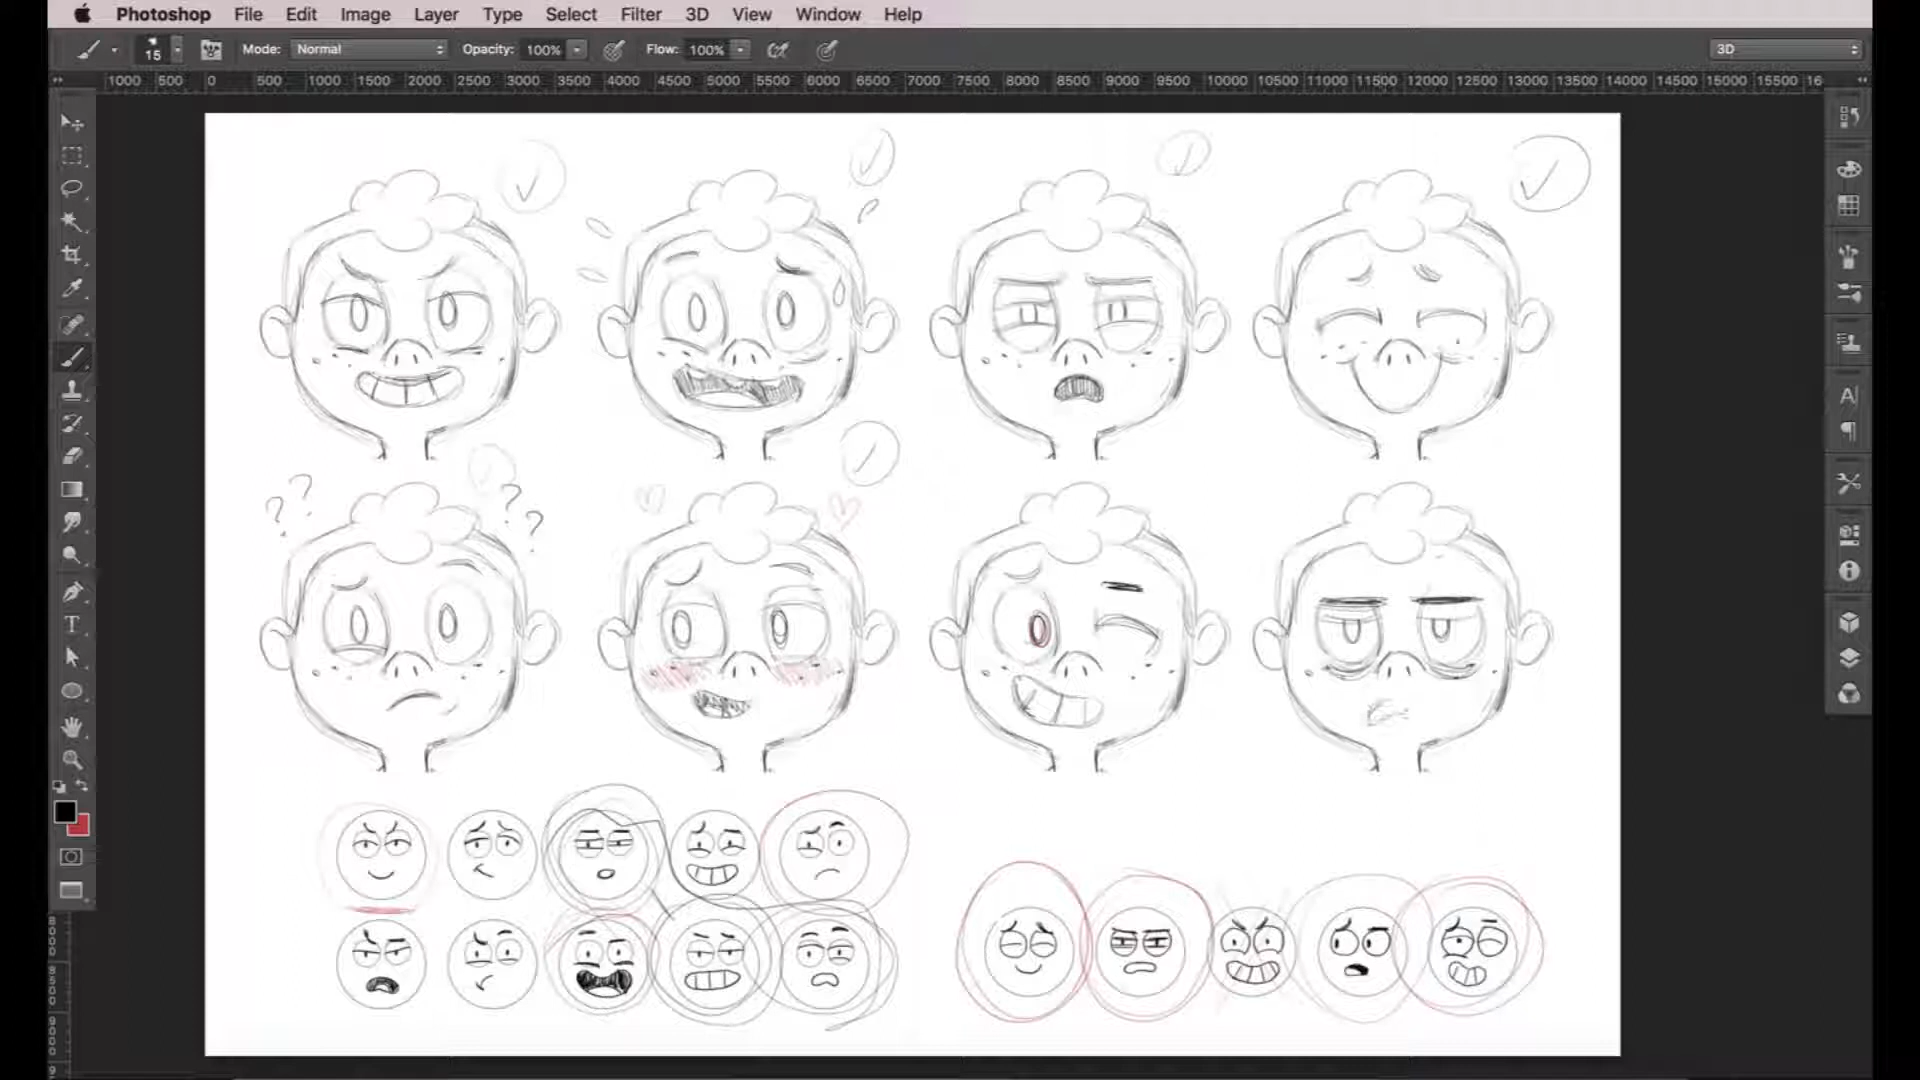 Photoshop File Edit Image Layer Type Select Filter 3D View Window Help
15 Mode: Normal Opacity: 100% Flow: 100% 3D
1000 500 0 500 1000 1500 2000 2500 3000 3500 4000 4500 5000 5500 6000 6500 7000 7500 8000 8500 9000 9500 10000 10500 11000 11500 12000 12500 13000 13500 14000 14500 15000 15500 16
? ? ? ?